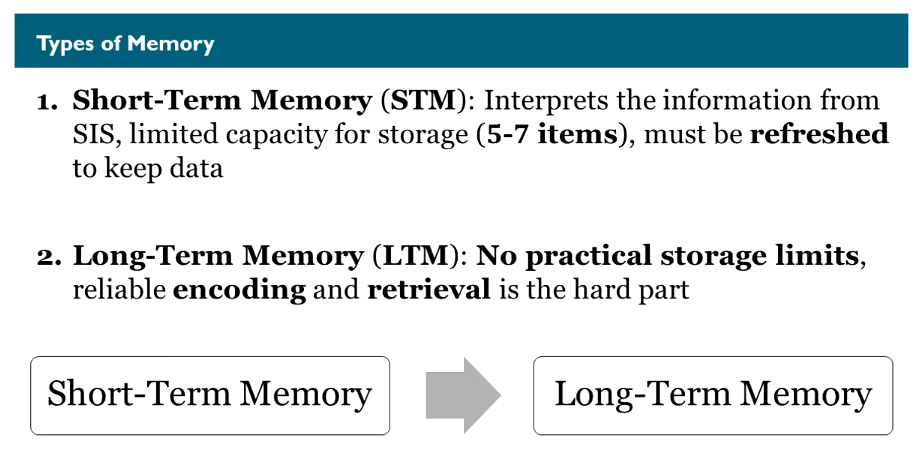 Types of Memory
1. Short-Term Memory (STM): Interprets the information from
SIS, limited capacity for storage (5-7 items), must be refreshed
to keep data
2. Long-Term Memory (LTM): No practical storage limits,
reliable encoding and retrieval is the hard part
Short-Term Memory
Long-Term Memory